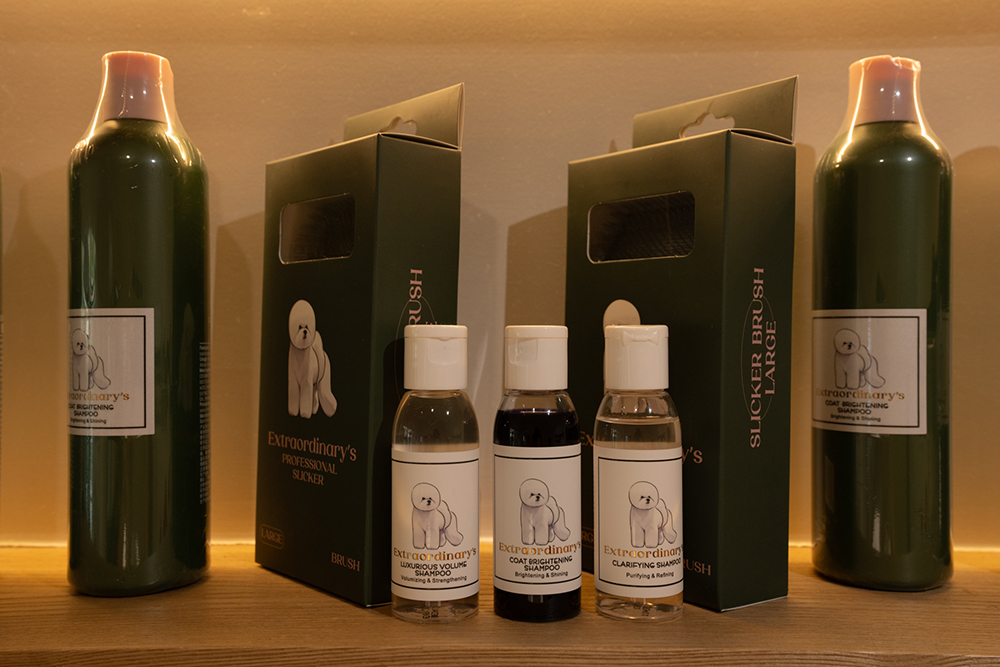 Extraordinary's
COAT BRIGHTENING
SHAMPOO
Brightening & Shining
Extraordinary's
PROFESSIONAL
SLICKER
LARGE
BRUSH
BRUSH
Extraordinary's
LUXURIOUS VOLUME
SHAMPOO
Volumizing & Strengthening
Extraordinary's
COAT BRIGHTENING
SHAMPOO
Brightening & Shining
Extraordinary's
CLARIFYING SHAMPOO
Purifying & Refining
SLICKER BRUSH
LARGE
BRUSH
Extraordinary's
COAT BRIGHTENING
SHAMPOO
Brightening & Shining